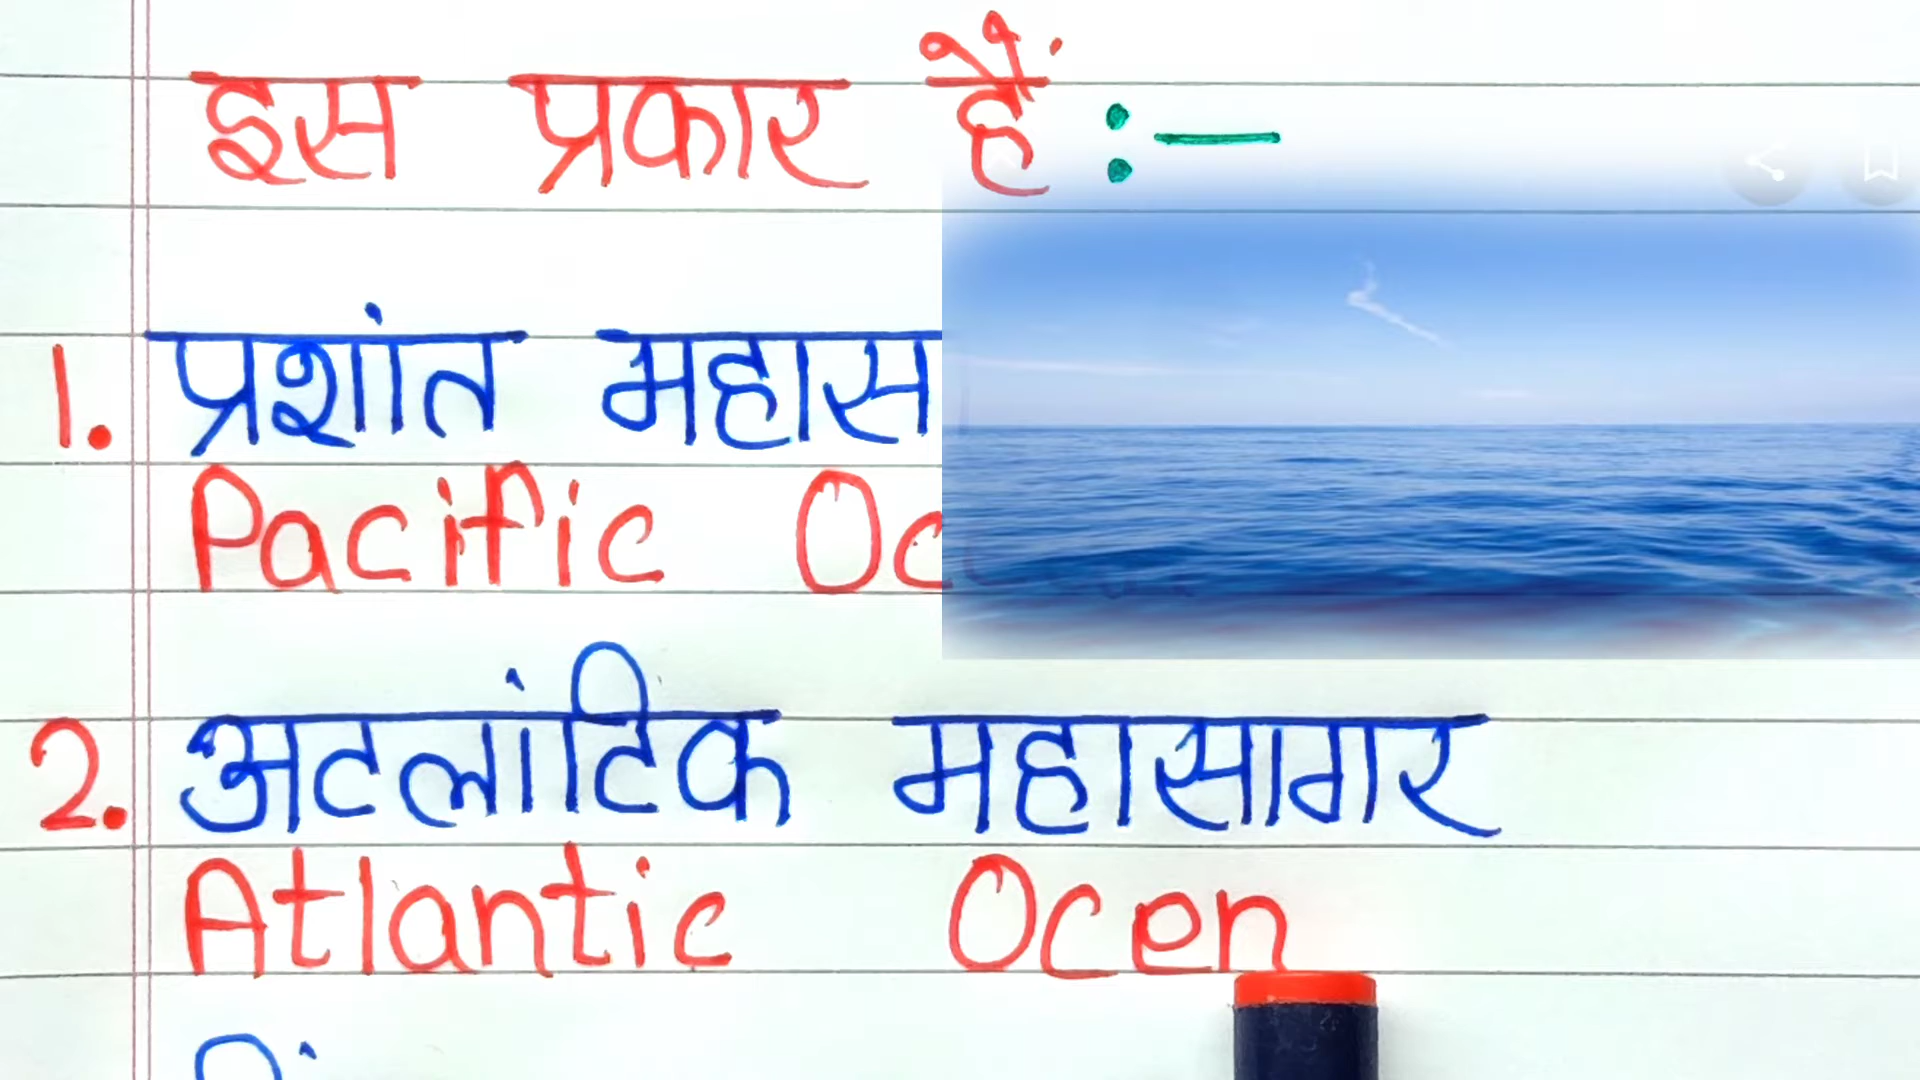 इस प्रकार हैं :—
1. प्रशांत महास
Pacific Oc
2. अटलांटिक महासागर
Atlantic Ocen